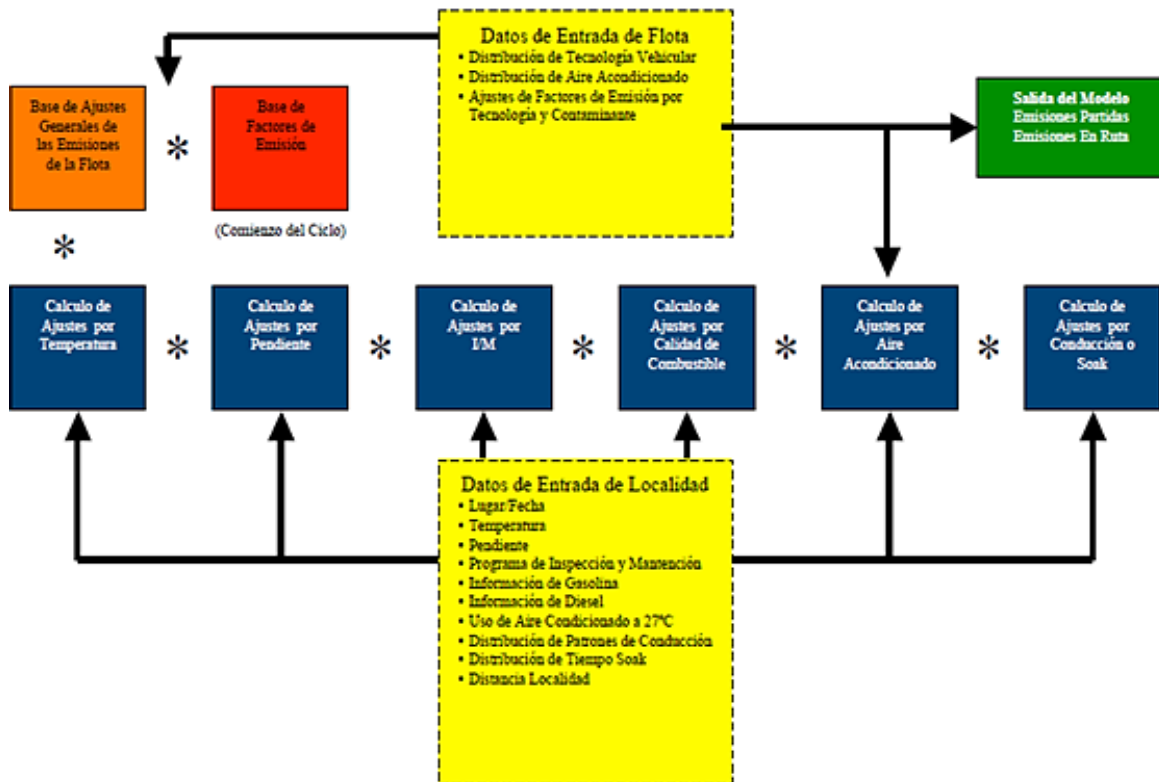 Datos de Entrada de Flota
▪ Distribución de Tecnología Vehicular
▪ Distribución de Aire Acondicionado
▪ Ajustes de Factores de Emisión por
Tecnología y Contaminante
Base de Ajustes
Generales de
las Emisiones
de la Flota
*
Base de
Factores de
Emisión
(Comienzo del Ciclo)
Salida del Modelo
Emisiones Partidas
Emisiones En Ruta
*
Calculo de
Ajustes por
Temperatura
*
Calculo de
Ajustes por
Pendiente
*
Calculo de
Ajustes por
I/M
*
Calculo de
Ajustes por
Calidad de
Combustible
*
Calculo de
Ajustes por
Aire
Acondicionado
*
Calculo de
Ajustes por
Conducción o
Soak
Datos de Entrada de Localidad
▪ Lugar/Fecha
▪ Temperatura
▪ Pendiente
▪ Programa de Inspección y Mantención
▪ Información de Gasolina
▪ Información de Diesel
▪ Uso de Aire Condicionado a 27ºC
▪ Distribución de Patrones de Conducción
▪ Distribución de Tiempo Soak
▪ Distancia Localidad